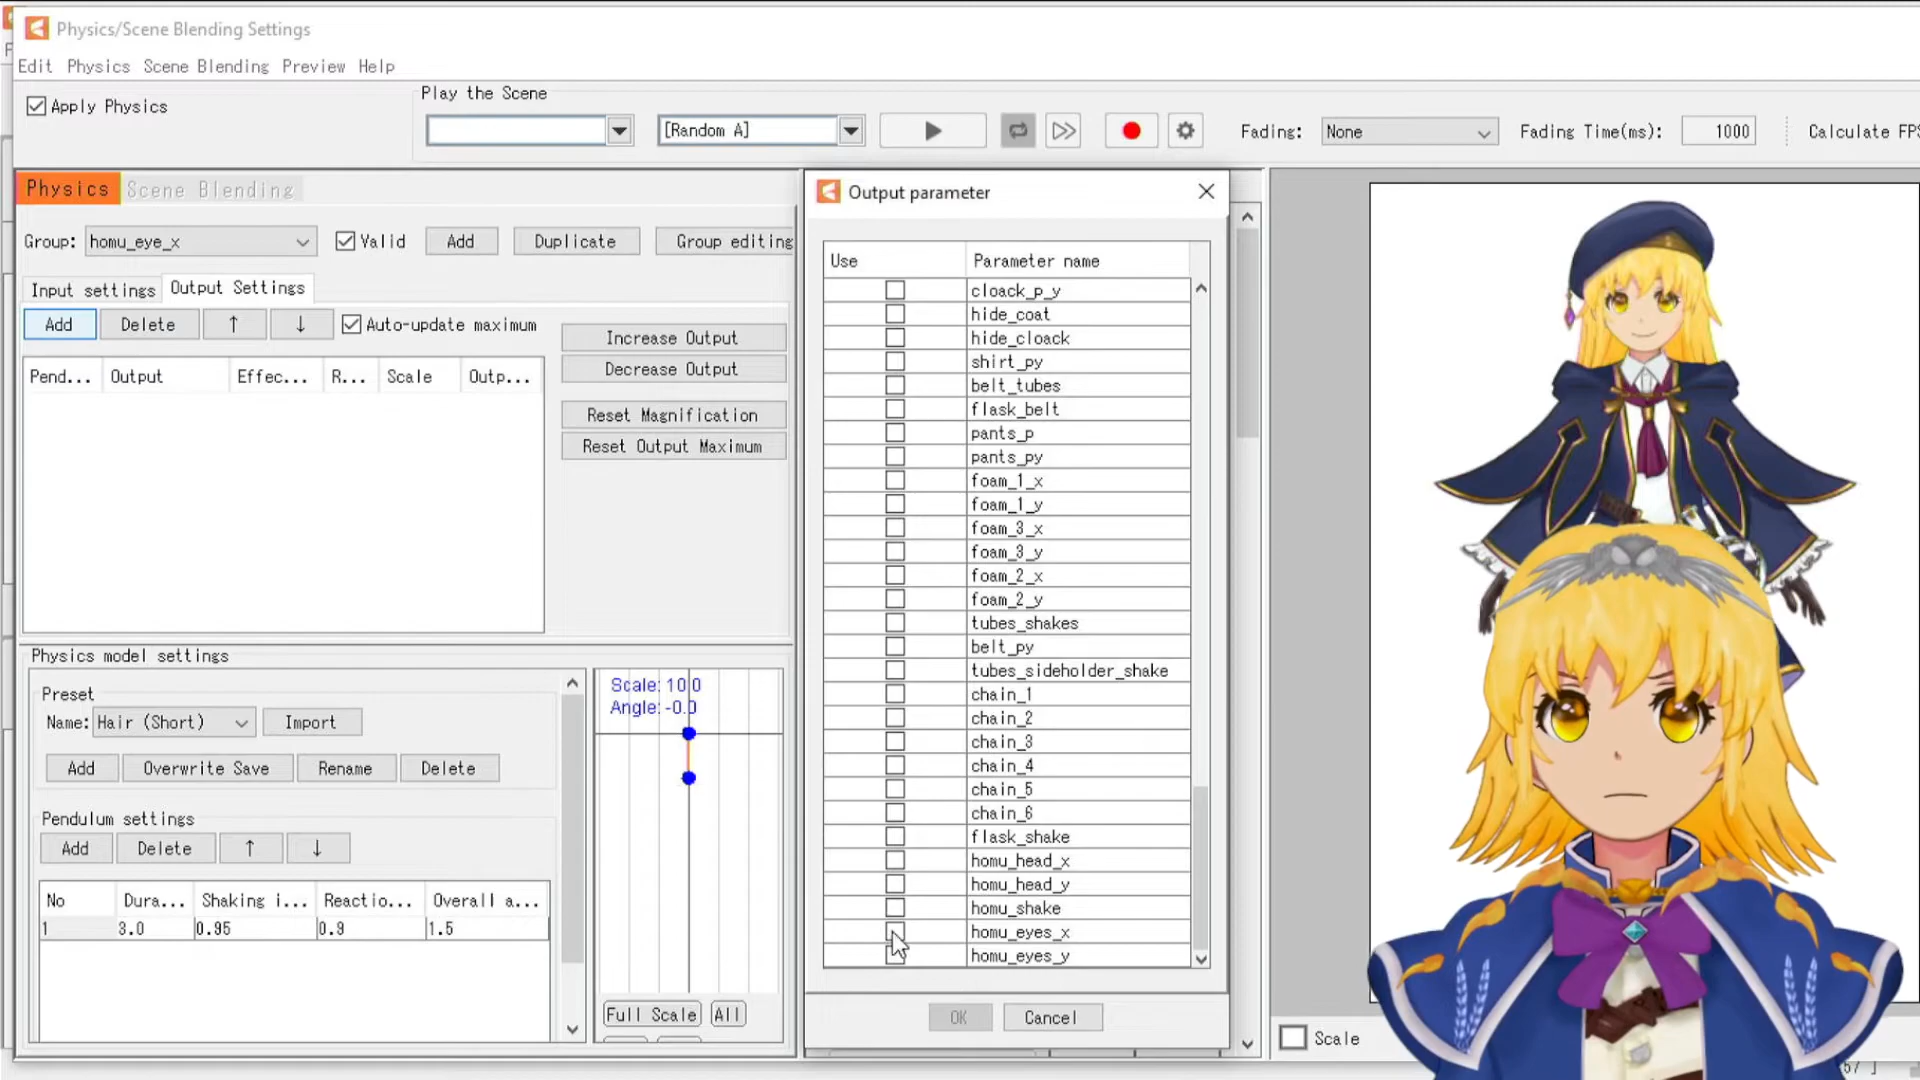 Physics/Scene Blending Settings
Edit Physics Scene Blending Preview Help
Apply Physics
Play the Scene
[Random A]
Fading: None Fading Time(ms): 1000 Calculate FPS
Physics Scene Blending
Group: homu_eye_x Valid Add Duplicate Group editing
Input settings Output Settings
Add Delete ↑ ↓ Auto-update maximum
Pend... Output Effec... R... Scale Outp...
Increase Output
Decrease Output
Reset Magnification
Reset Output Maximum
Physics model settings
Preset
Name: Hair (Short) Import
Add Overwrite Save Rename Delete
Pendulum settings
Add Delete ↑ ↓
No Dura... Shaking i... Reactio... Overall a...
1 3.0 0.95 0.9 1.5
Scale: 10.0
Angle: -0.0
Full Scale All
Output parameter
Use Parameter name
cloack_p_y
hide_coat
hide_cloack
shirt_py
belt_tubes
flask_belt
pants_p
pants_py
foam_1_x
foam_1_y
foam_3_x
foam_3_y
foam_2_x
foam_2_y
tubes_shakes
belt_py
tubes_sideholder_shake
chain_1
chain_2
chain_3
chain_4
chain_5
chain_6
flask_shake
homu_head_x
homu_head_y
homu_shake
homu_eyes_x
homu_eyes_y
OK Cancel
Scale
57 ]